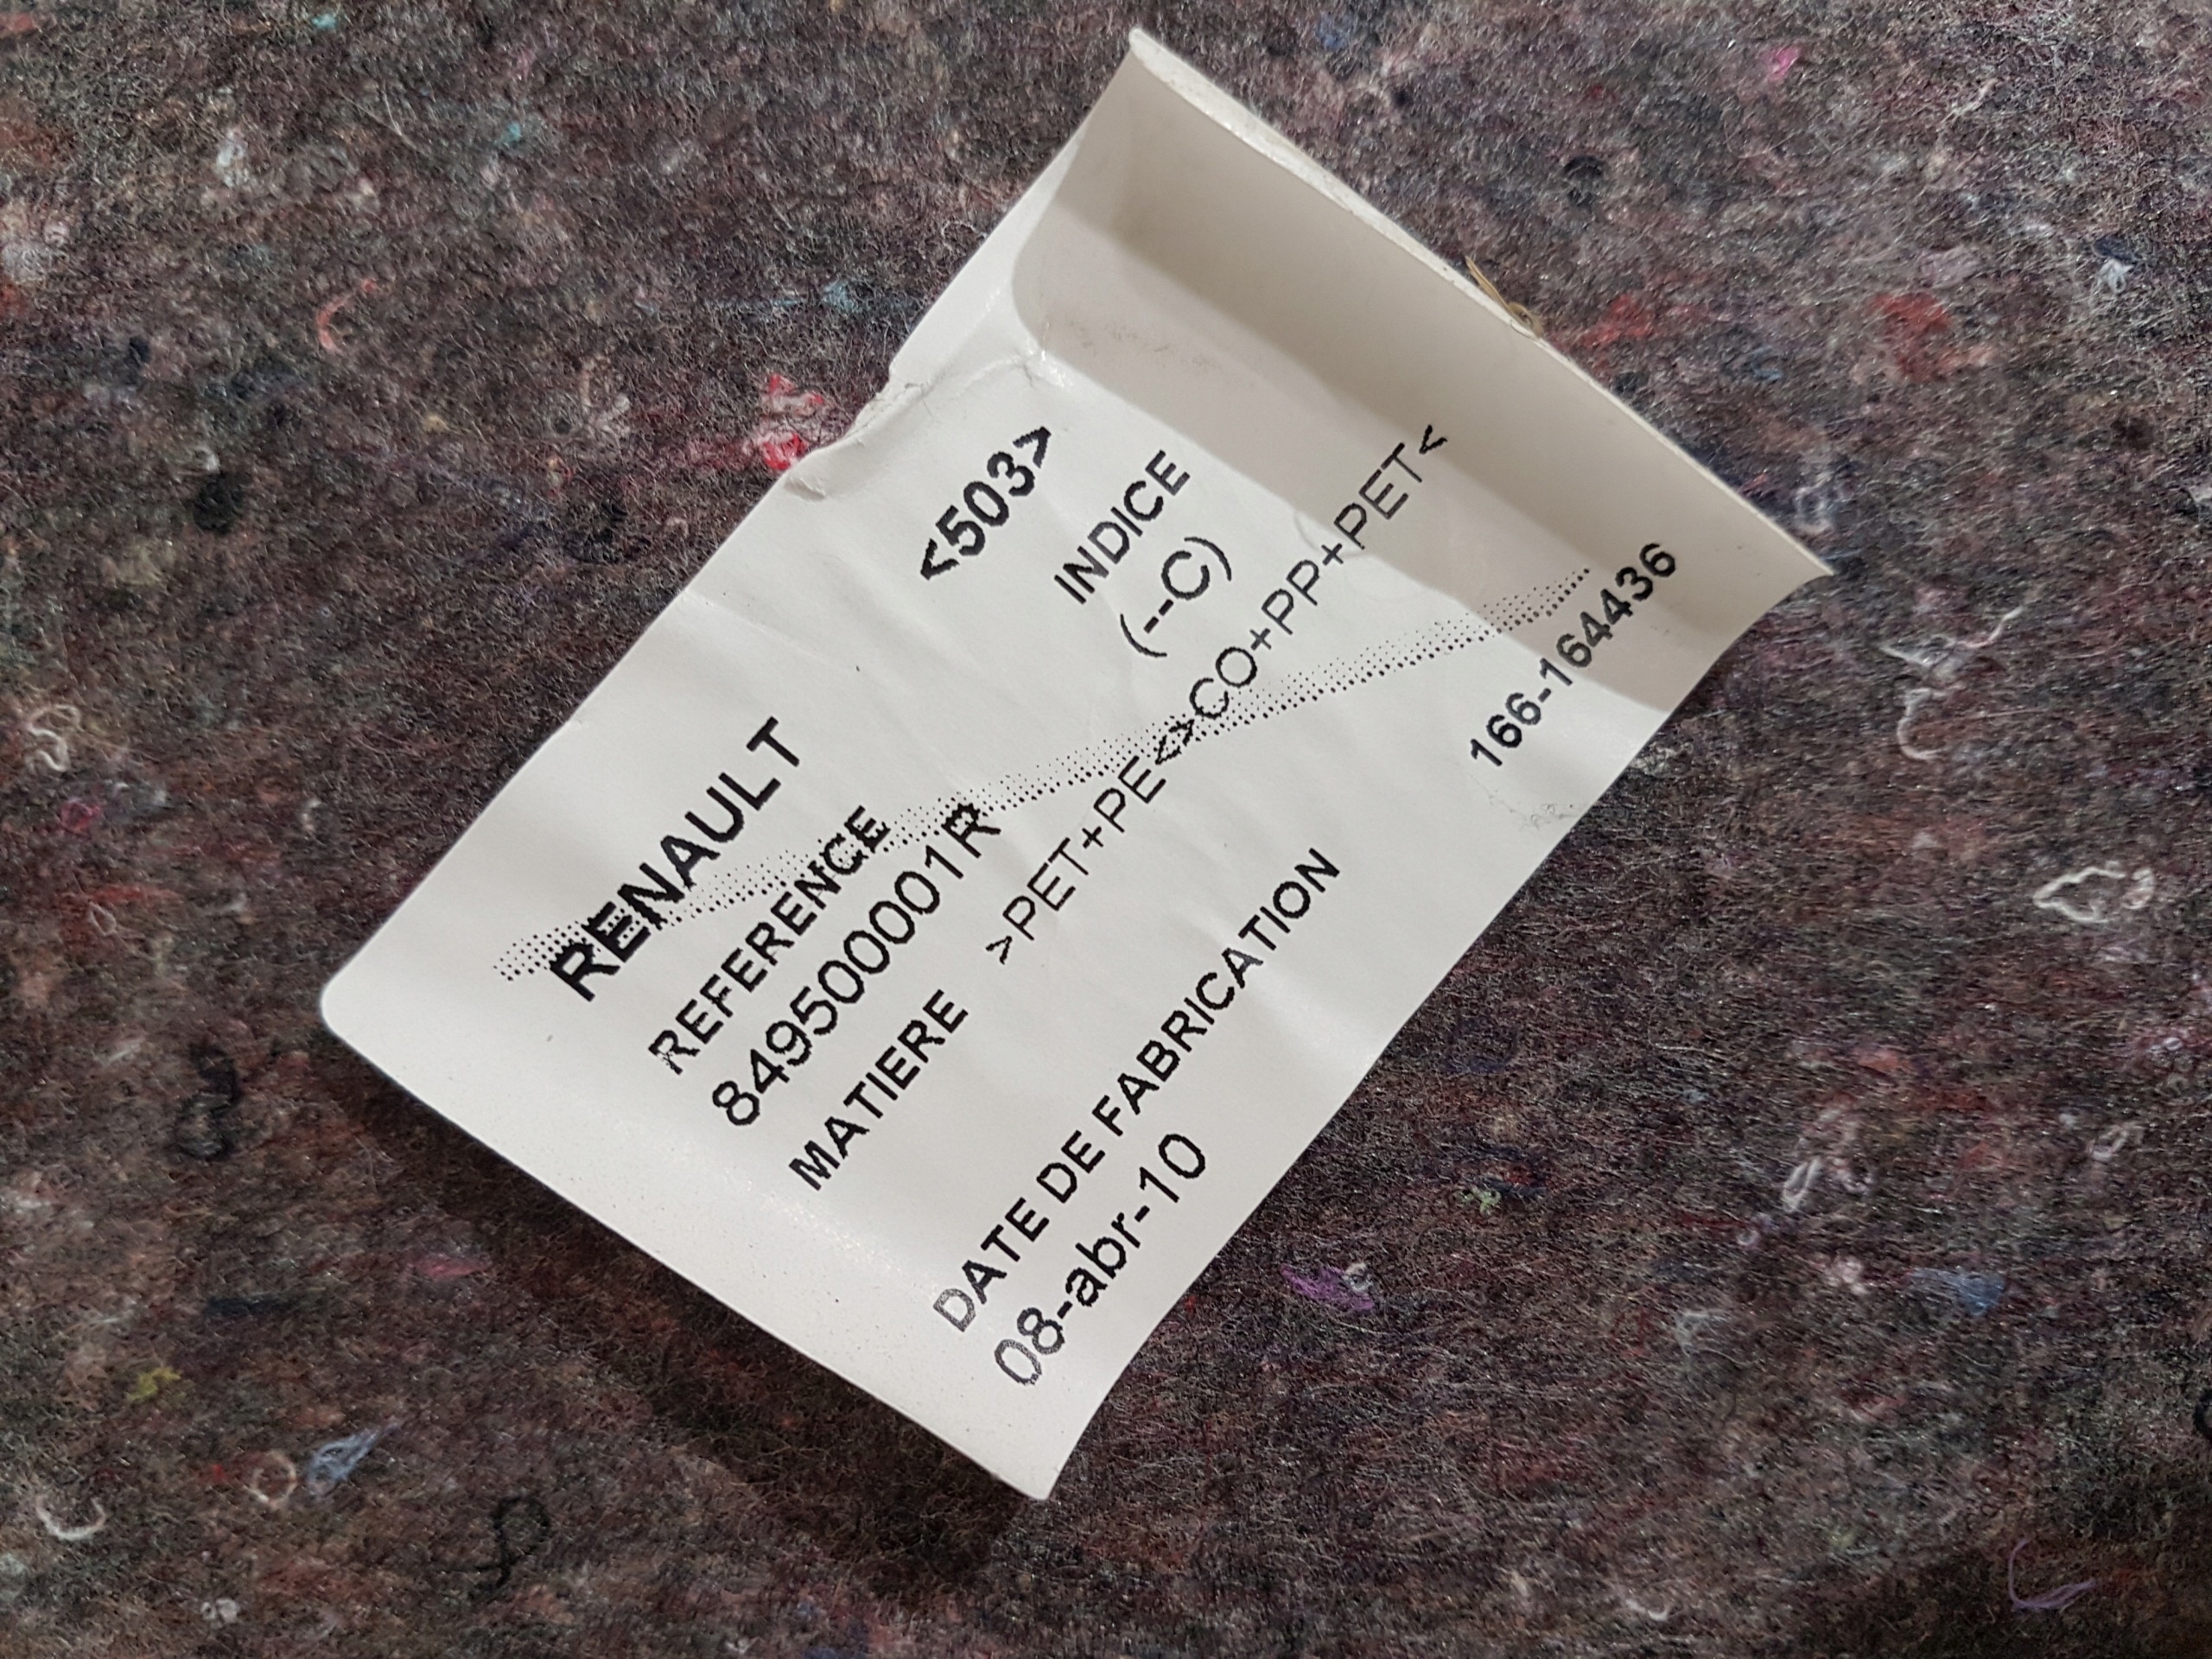 RENAULT <503>
REFERENCE INDICE
849500001R (--C)
MATIERE >PET+PE<>CO+PP+PET<
DATE DE FABRICATION
08-abr-10 166-164436